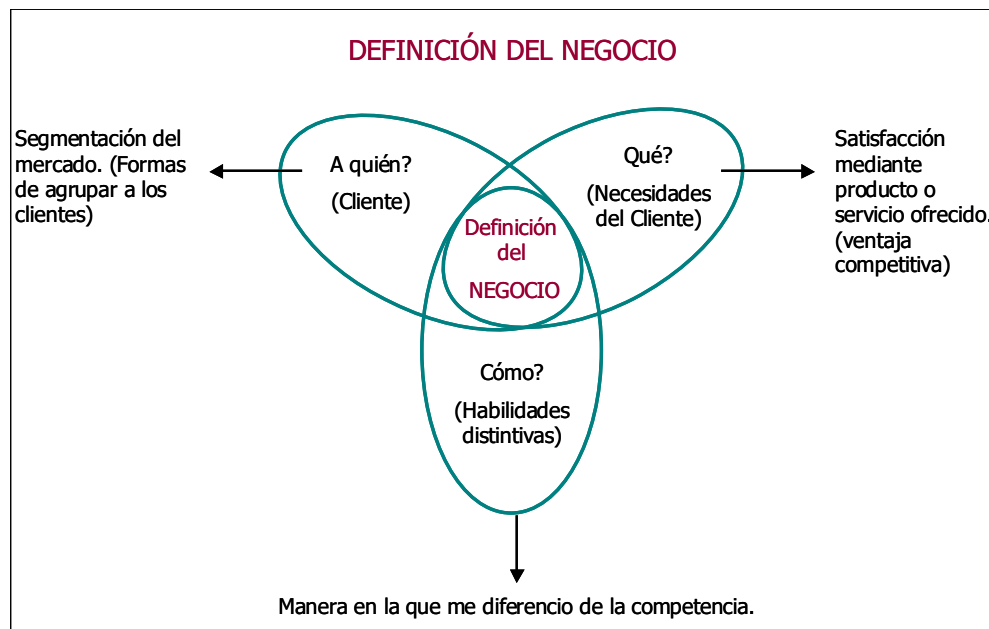 DEFINICIÓN DEL NEGOCIO
Segmentación del
mercado. (Formas
de agrupar a los
clientes)
A quién?
(Cliente)
Qué?
(Necesidades
del Cliente)
Satisfacción
mediante
producto o
servicio ofrecido.
(ventaja
competitiva)
Definición
del
NEGOCIO
Cómo?
(Habilidades
distintivas)
Manera en la que me diferencio de la competencia.